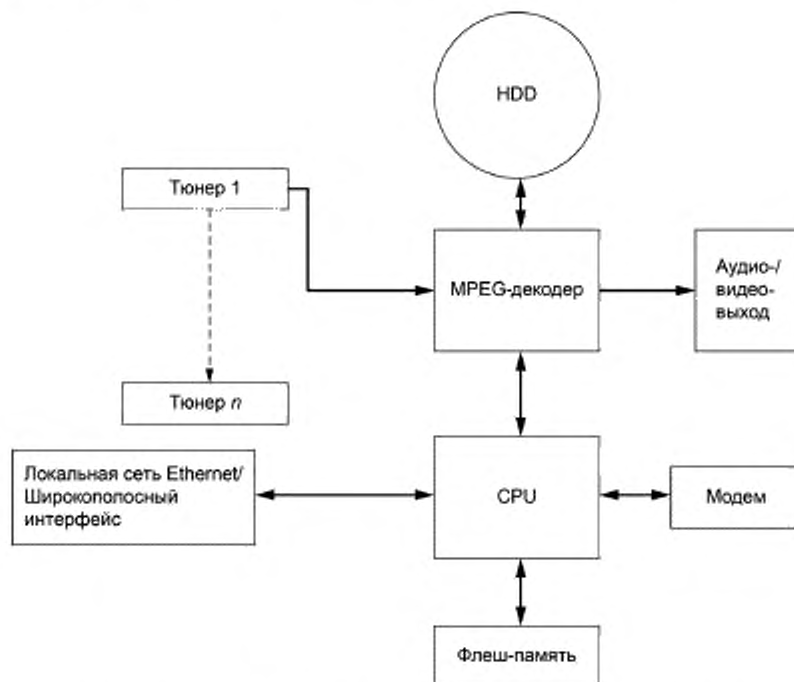 HDD
Тюнер 1
MPEG-декодер
Аудио-/
видео-
выход
Тюнер n
Локальная сеть Ethernet/
Широкополосный
интерфейс
CPU
Модем
Флеш-память